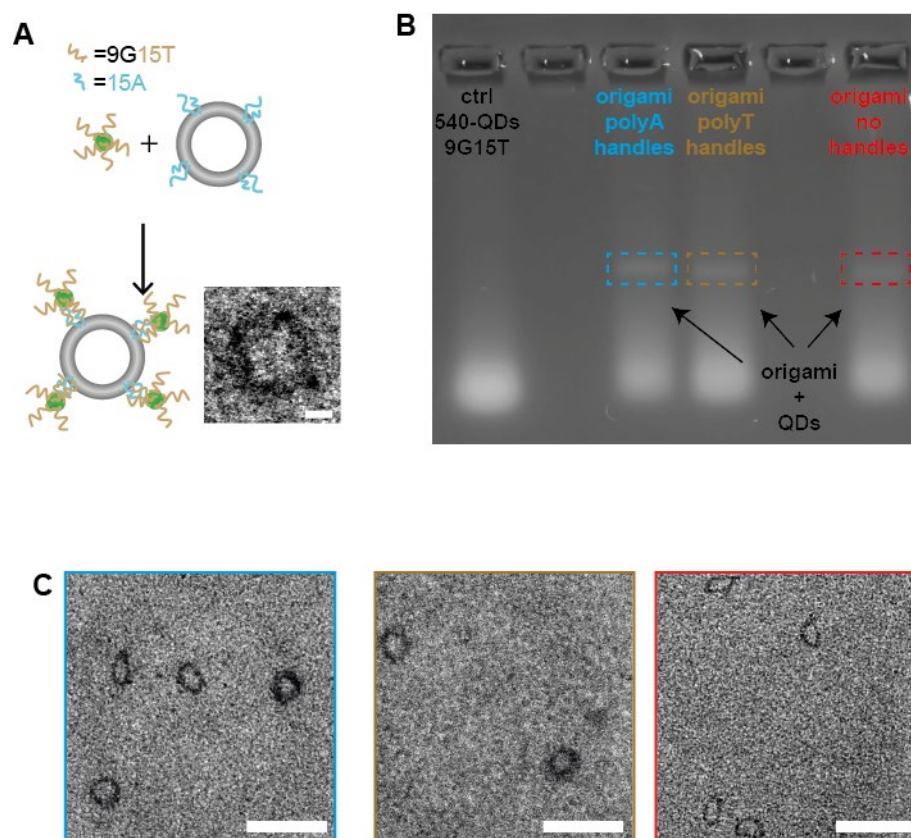 A
=9G15T
=15A
+
B
ctrl
540-QDs
9G15T
origami
polyA
handles
origami
polyT
handles
origami
no
handles
origami
+
QDs
C